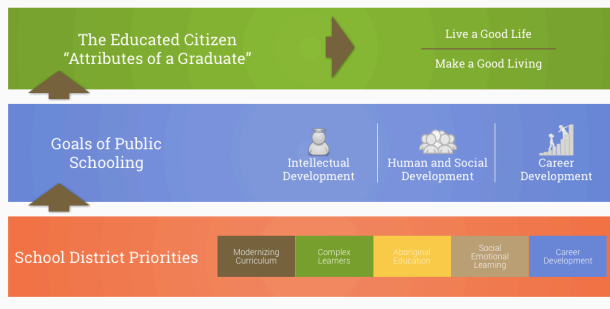 The Educated Citizen
“Attributes of a Graduate”
Live a Good Life
Make a Good Living
Goals of Public
Schooling
Intellectual
Development
Human and Social
Development
Career
Development
School District Priorities
Modernizing
Curriculum
Complex
Learners
Aboriginal
Education
Social
Emotional
Learning
Career
Development